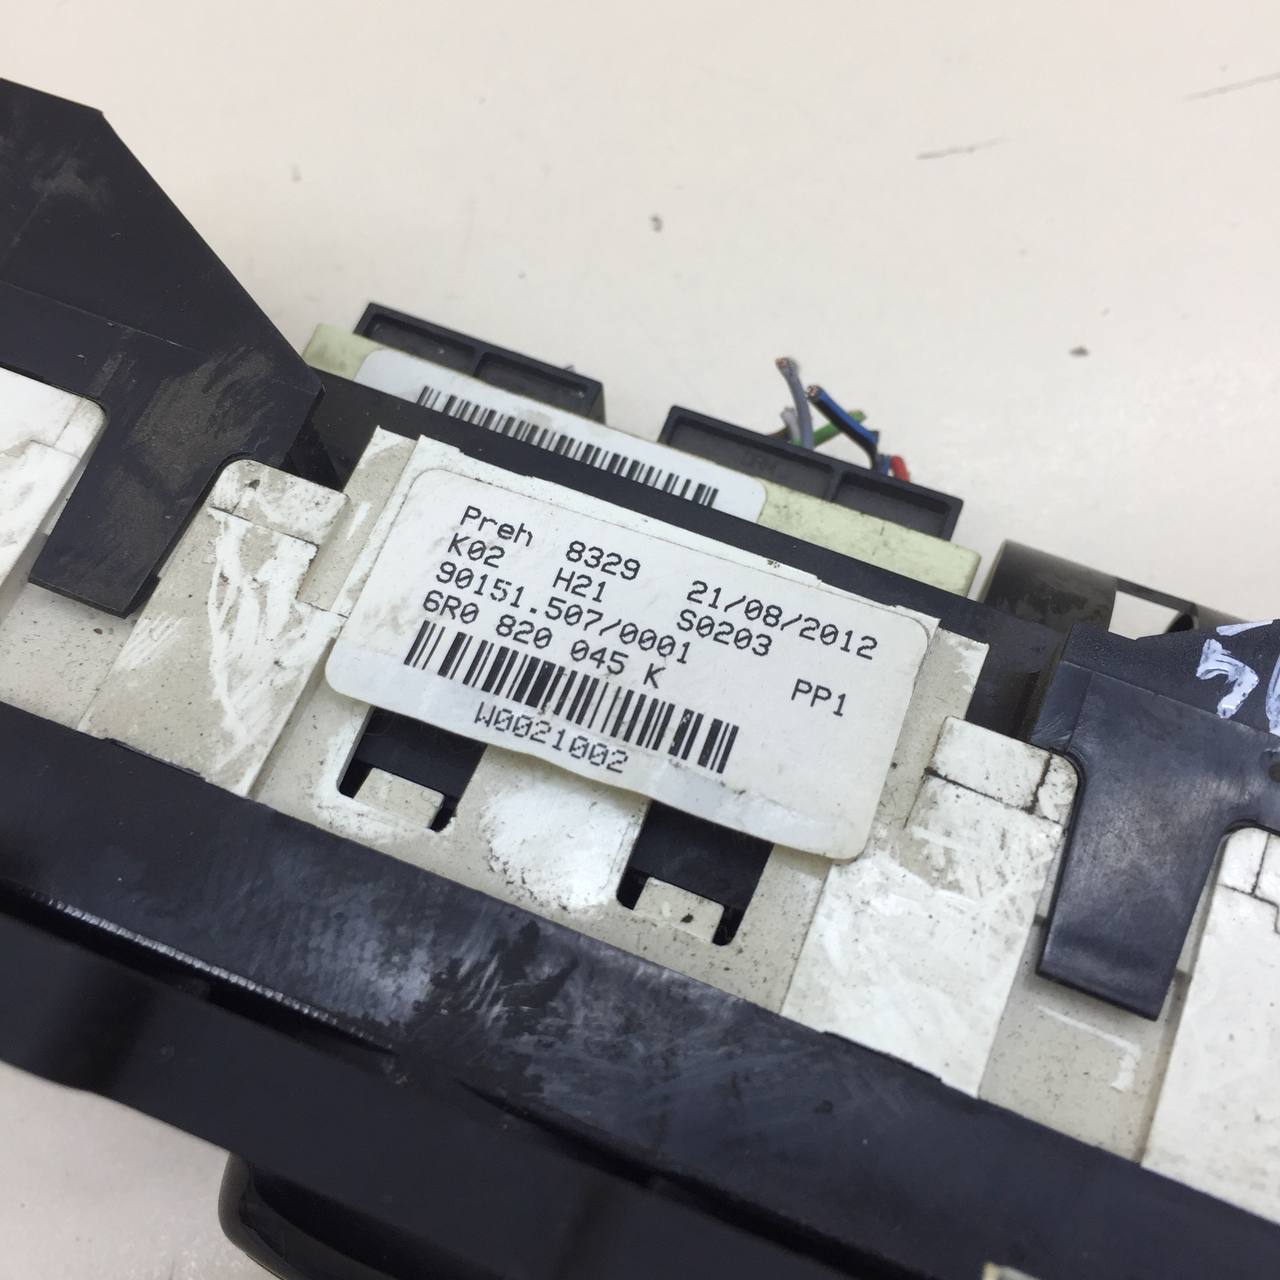 Preh 8329 21/08/2012
K02 H21 S0203
90151.507/0001
6R0 820 045 K PP1
W0021002